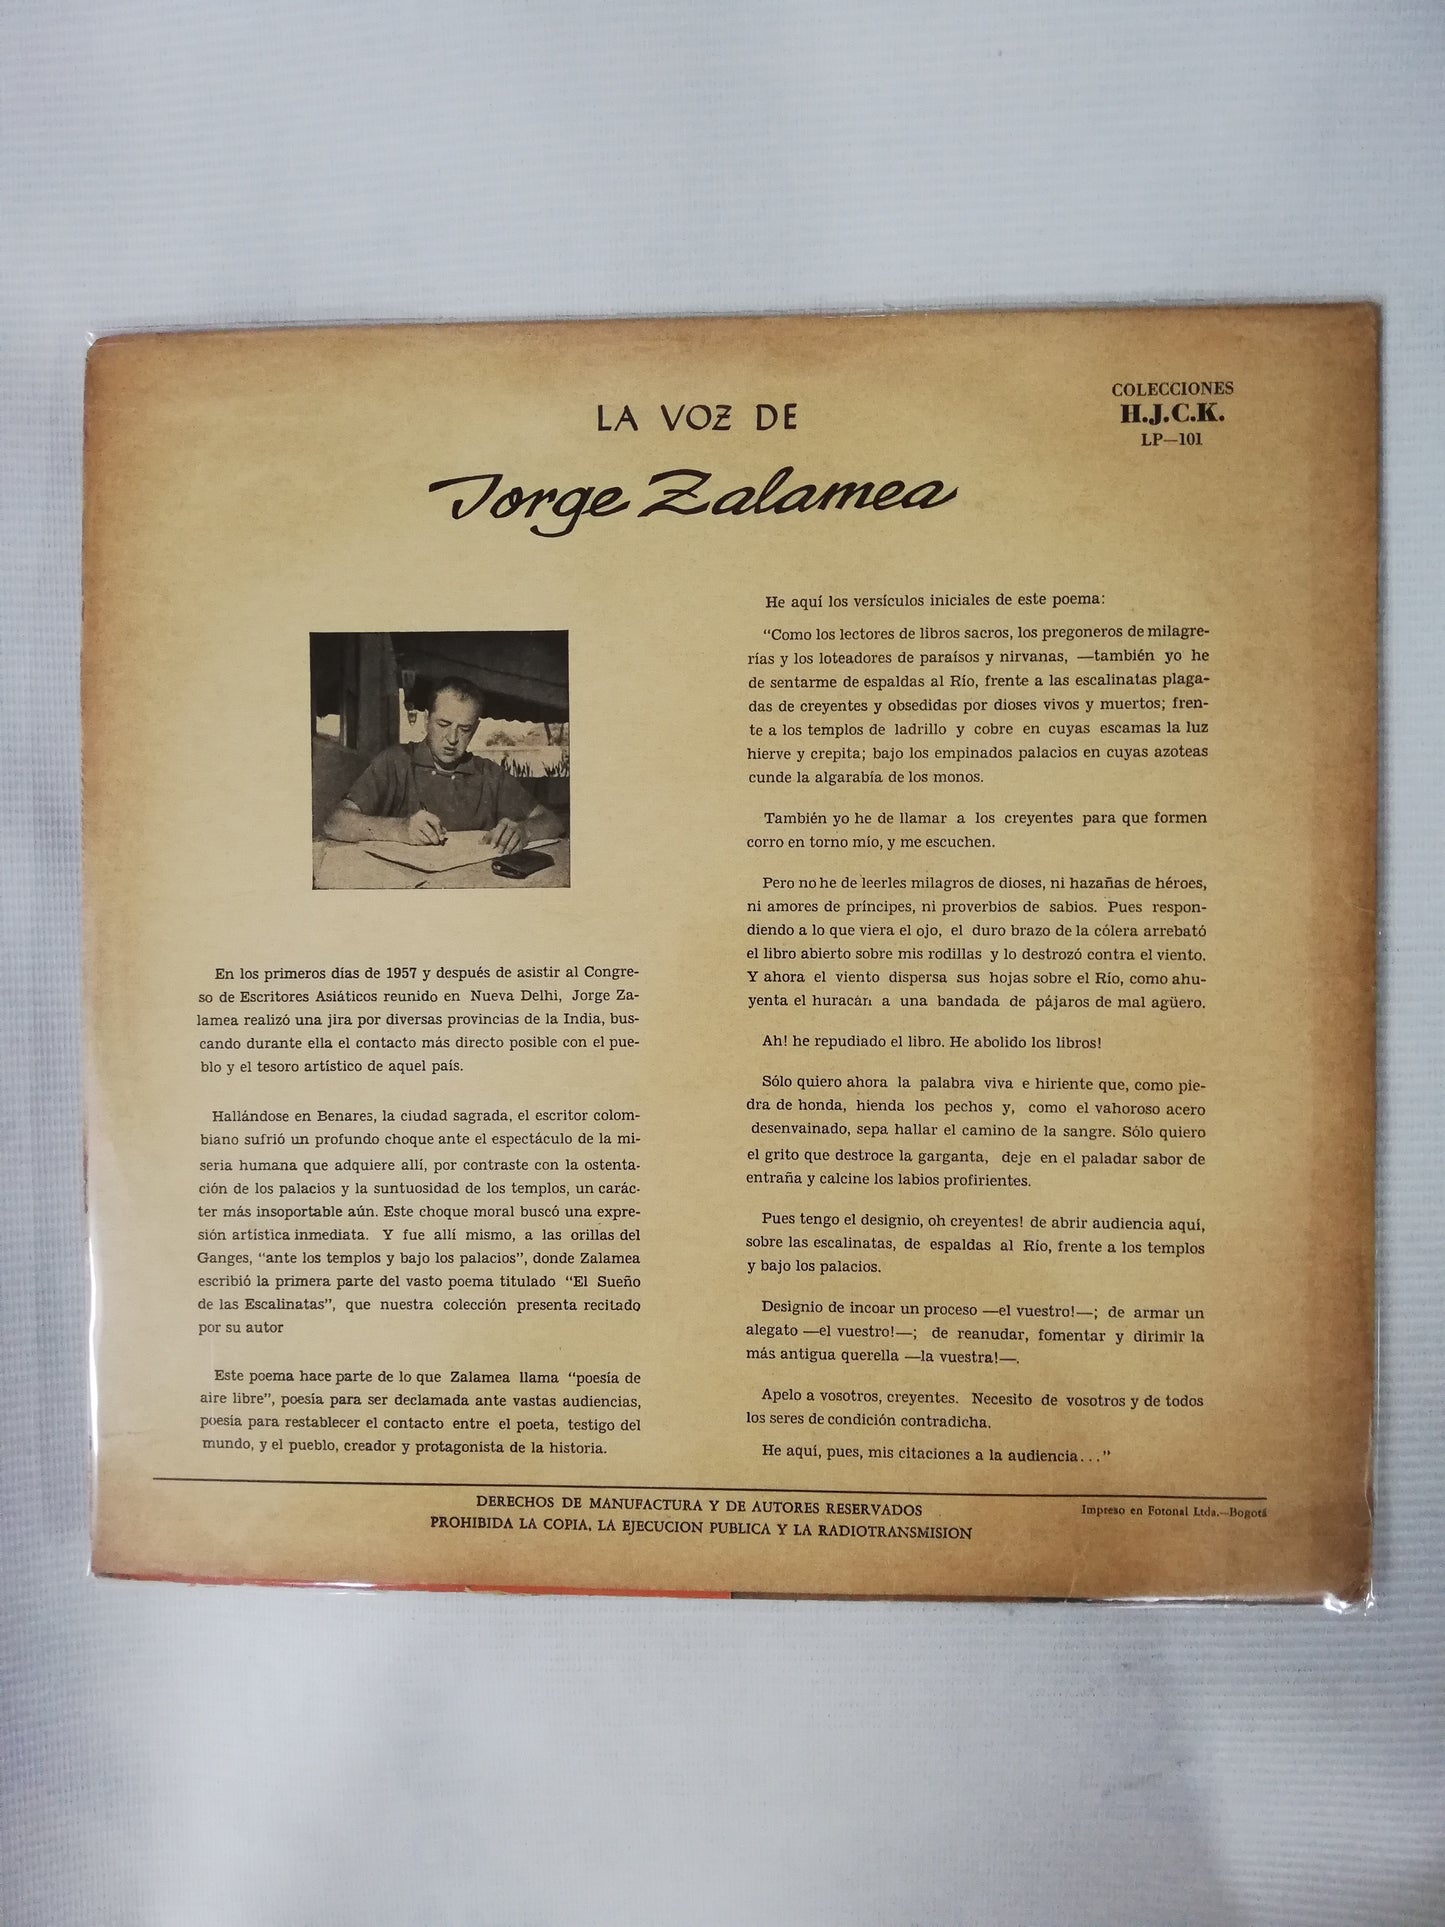 LA VOZ DE
Jorge Zalamea
COLECCIONES
H.J.C.K.
LP—101
En los primeros días de 1957 y después de asistir al Congre-
so de Escritores Asiáticos reunido en Nueva Delhi, Jorge Za-
lamea realizó una jira por diversas provincias de la India, bus-
cando durante ella el contacto más directo posible con el pue-
blo y el tesoro artístico de aquel país.
Hallándose en Benares, la ciudad sagrada, el escritor colom-
biano sufrió un profundo choque ante el espectáculo de la mi-
seria humana que adquiere allí, por contraste con la ostenta-
ción de los palacios y la suntuosidad de los templos, un carác-
ter más insoportable aún. Este choque moral buscó una expre-
sión artística inmediata. Y fue allí mismo, a las orillas del
Ganges, "ante los templos y bajo los palacios", donde Zalamea
escribió la primera parte del vasto poema titulado "El Sueño
de las Escalinatas", que nuestra colección presenta recitado
por su autor
Este poema hace parte de lo que Zalamea llama "poesía de
aire libre", poesía para ser declamada ante vastas audiencias,
poesía para restablecer el contacto entre el poeta, testigo del
mundo, y el pueblo, creador y protagonista de la historia.
He aquí los versículos iniciales de este poema:
"Como los lectores de libros sacros, los pregoneros de milagre-
rías y los loteadores de paraísos y nirvanas, —también yo he
de sentarme de espaldas al Río, frente a las escalinatas plaga-
das de creyentes y obsedidas por dioses vivos y muertos; fren-
te a los templos de ladrillo y cobre en cuyas escamas la luz
hierve y crepita; bajo los empinados palacios en cuyas azoteas
cunde la algarabía de los monos.
También yo he de llamar a los creyentes para que formen
corro en torno mío, y me escuchen.
Pero no he de leerles milagros de dioses, ni hazañas de héroes,
ni amores de príncipes, ni proverbios de sabios. Pues respon-
diendo a lo que viera el ojo, el duro brazo de la cólera arrebató
el libro abierto sobre mis rodillas y lo destrozó contra el viento.
Y ahora el viento dispersa sus hojas sobre el Río, como ahu-
yenta el huracán a una bandada de pájaros de mal agüero.
Ah! he repudiado el libro. He abolido los libros!
Sólo quiero ahora la palabra viva e hiriente que, como pie-
dra de honda, hienda los pechos y, como el vahoroso acero
desenvainado, sepa hallar el camino de la sangre. Sólo quiero
el grito que destroce la garganta, deje en el paladar sabor de
entraña y calcine los labios profirientes.
Pues tengo el designio, oh creyentes! de abrir audiencia aquí,
sobre las escalinatas, de espaldas al Río, frente a los templos
y bajo los palacios.
Designio de incoar un proceso —el vuestro!—; de armar un
alegato —el vuestro!—; de reanudar, fomentar y dirimir la
más antigua querella —la vuestra!—.
Apelo a vosotros, creyentes. Necesito de vosotros y de todos
los seres de condición contradicha.
He aquí, pues, mis citaciones a la audiencia..."
DERECHOS DE MANUFACTURA Y DE AUTORES RESERVADOS
PROHIBIDA LA COPIA, LA EJECUCION PUBLICA Y LA RADIOTRANSMISION
Impreso en Fotonal Ltda.—Bogotá